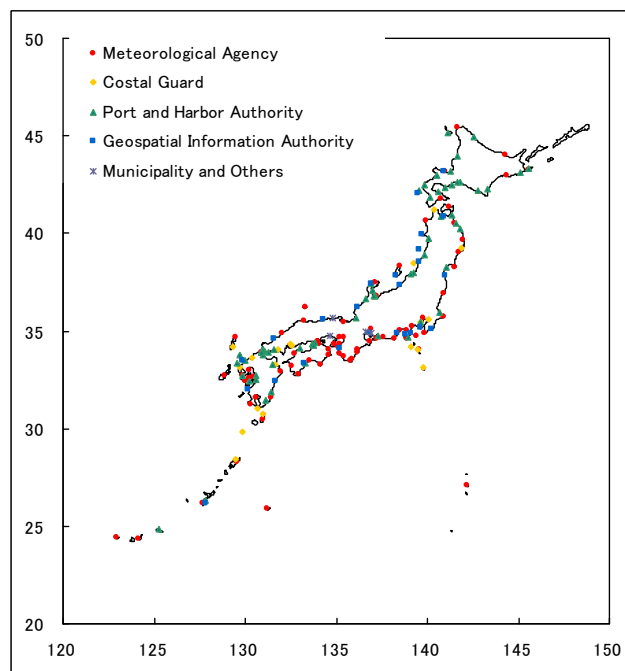 50
Meteorological Agency
Costal Guard
45
Port and Harbor Authority
Geospatial Information Authority
Municipality and Others
40
35
30
25
20
120 125 130 135 140 145 150